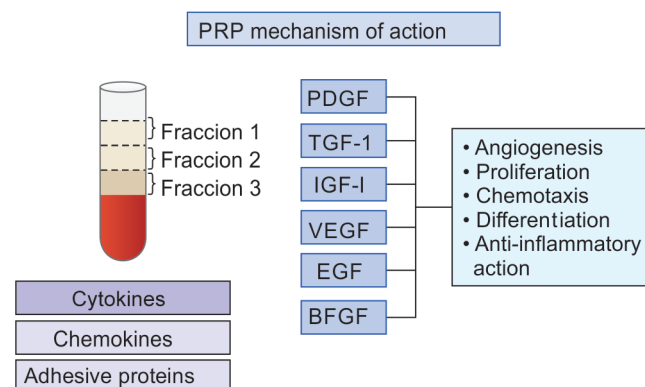 PRP mechanism of action
Fraccion 1
Fraccion 2
Fraccion 3
Cytokines
Chemokines
Adhesive proteins
PDGF
TGF-1
IGF-I
VEGF
EGF
BFGF
• Angiogenesis
• Proliferation
• Chemotaxis
• Differentiation
• Anti-inflammatory
action